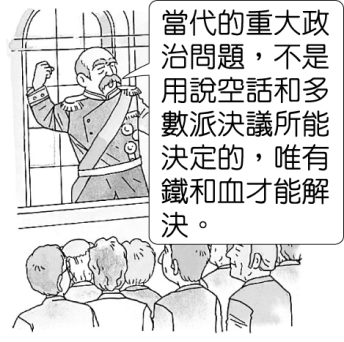 當代的重大政
治問題，不是
用說空話和多
數派決議所能
決定的，唯有
鐵和血才能解
決。